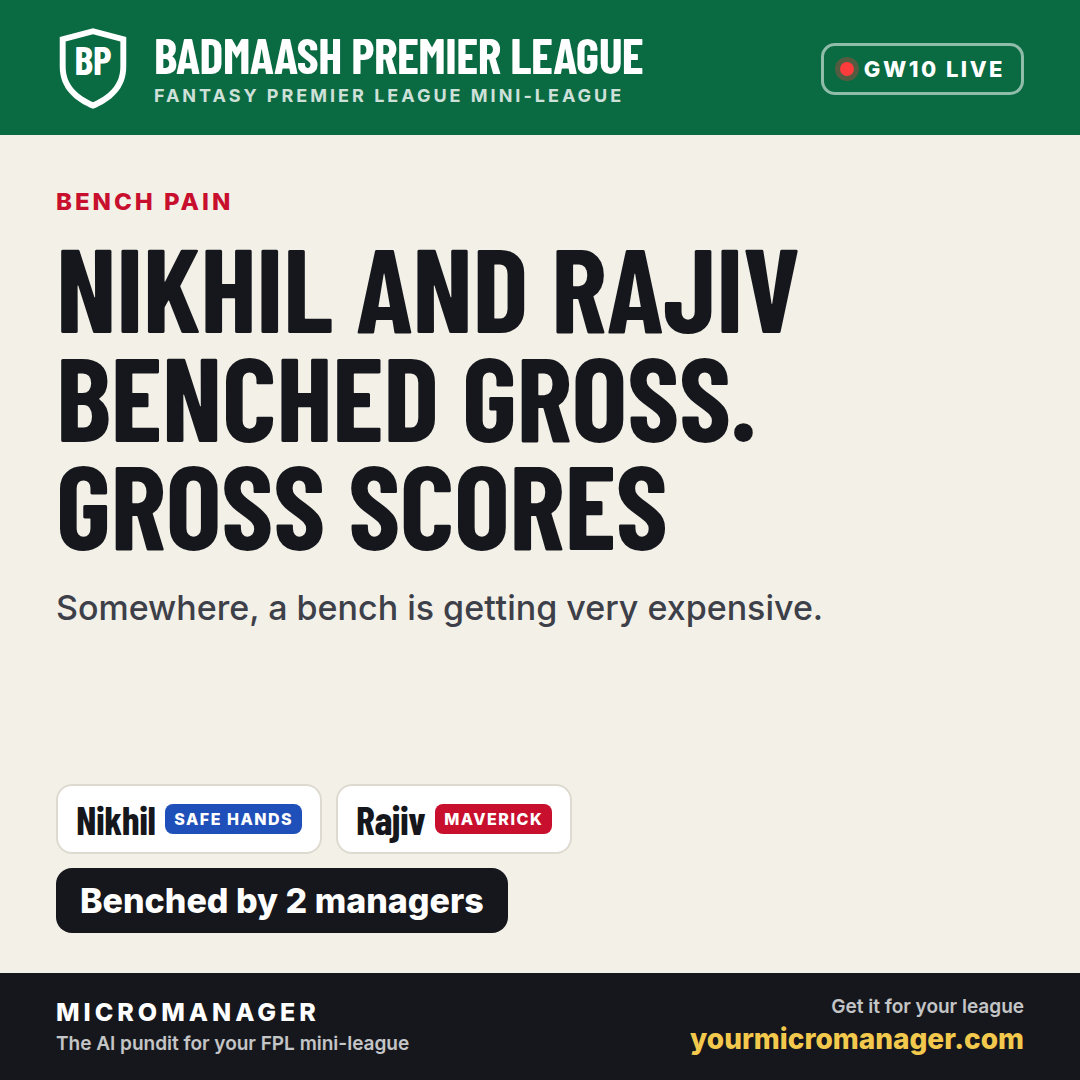 BP
BADMAASH PREMIER LEAGUE
FANTASY PREMIER LEAGUE MINI-LEAGUE
GW10 LIVE
BENCH PAIN
NIKHIL AND RAJIV
BENCHED GROSS.
GROSS SCORES
Somewhere, a bench is getting very expensive.
Nikhil SAFE HANDS
Rajiv MAVERICK
Benched by 2 managers
MICROMANAGER
The AI pundit for your FPL mini-league
Get it for your league
yourmicromanager.com